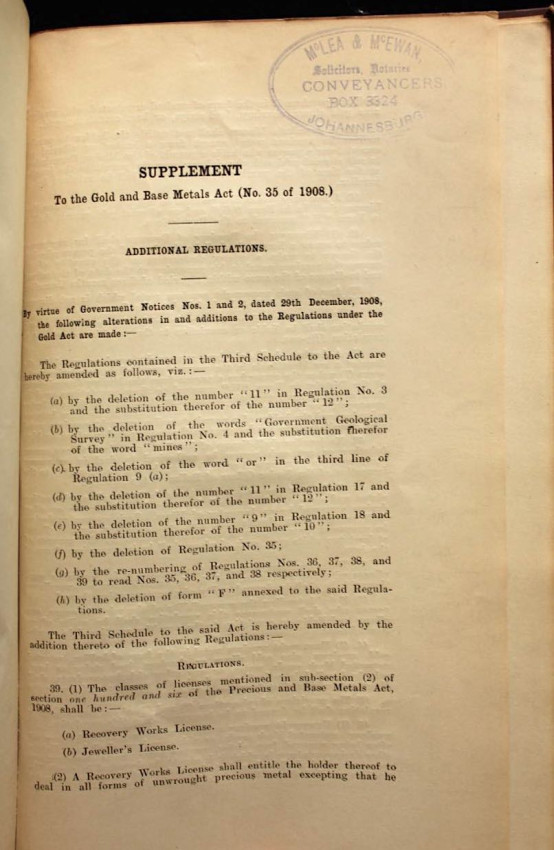 McLEA & McEWAN,
Solicitors, Notaries
CONVEYANCERS
BOX 3324
JOHANNESBURG
SUPPLEMENT
To the Gold and Base Metals Act (No. 35 of 1908.)
ADDITIONAL REGULATIONS.
By virtue of Government Notices Nos. 1 and 2, dated 29th December, 1908,
the following alterations in and additions to the Regulations under the
Gold Act are made:—
The Regulations contained in the Third Schedule to the Act are
hereby amended as follows, viz.:—
(a) by the deletion of the number "11" in Regulation No. 3
and the substitution therefor of the number "12";
(b) by the deletion of the words "Government Geological
Survey" in Regulation No. 4 and the substitution therefor
of the word "mines";
(c) by the deletion of the word "or" in the third line of
Regulation 9 (a);
(d) by the deletion of the number "11" in Regulation 17 and
the substitution therefor of the number "12";
(e) by the deletion of the number "9" in Regulation 18 and
the substitution therefor of the number "10";
(f) by the deletion of Regulation No. 35;
(g) by the re-numbering of Regulations Nos. 36, 37, 38, and
39 to read Nos. 35, 36, 37, and 38 respectively;
(h) by the deletion of form "F" annexed to the said Regula-
tions.
The Third Schedule to the said Act is hereby amended by the
addition thereto of the following Regulations:—
REGULATIONS.
39. (1) The classes of licenses mentioned in sub-section (2) of
section one hundred and six of the Precious and Base Metals Act,
1908, shall be:—
(a) Recovery Works License.
(b) Jeweller's License.
(2) A Recovery Works License shall entitle the holder thereof to
deal in all forms of unwrought precious metal excepting that he